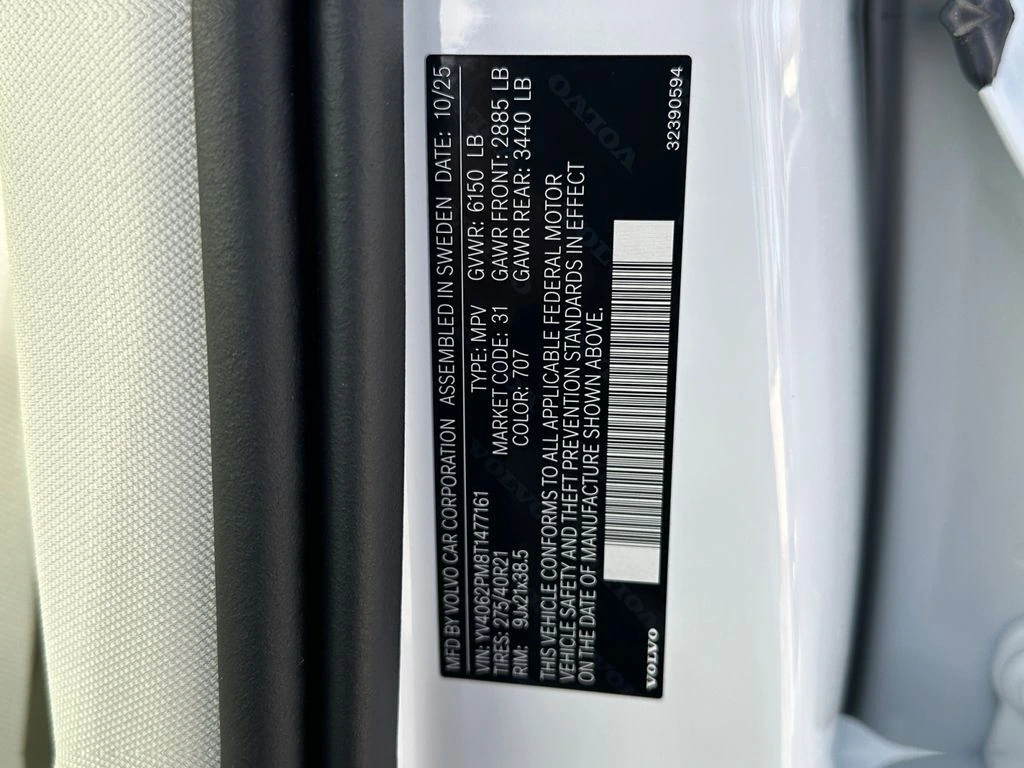 MFD BY VOLVO CAR CORPORATION ASSEMBLED IN SWEDEN DATE: 10/25
VIN: YV4062PM8T1477161 TYPE: MPV GVWR: 6150 LB
TIRES: 275/40R21 MARKET CODE: 31 GAWR FRONT: 2885 LB
RIM: 9Jx21x38.5 COLOR: 707 GAWR REAR: 3440 LB
THIS VEHICLE CONFORMS TO ALL APPLICABLE FEDERAL MOTOR
VEHICLE SAFETY AND THEFT PREVENTION STANDARDS IN EFFECT
ON THE DATE OF MANUFACTURE SHOWN ABOVE.
VOLVO 32390594